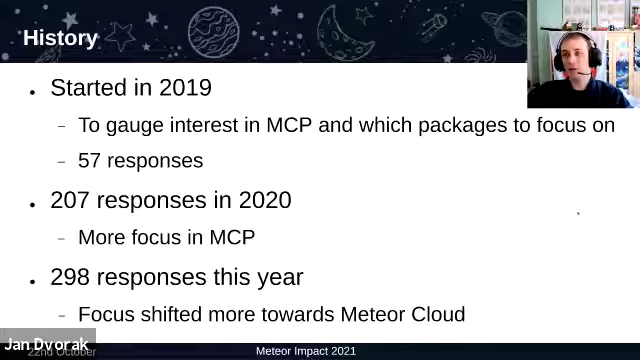 History
Started in 2019
– To gauge interest in MCP and which packages to focus on
– 57 responses
207 responses in 2020
– More focus in MCP
298 responses this year
– Focus shifted more towards Meteor Cloud
Jan Dvorak
22nd October
Meteor Impact 2021